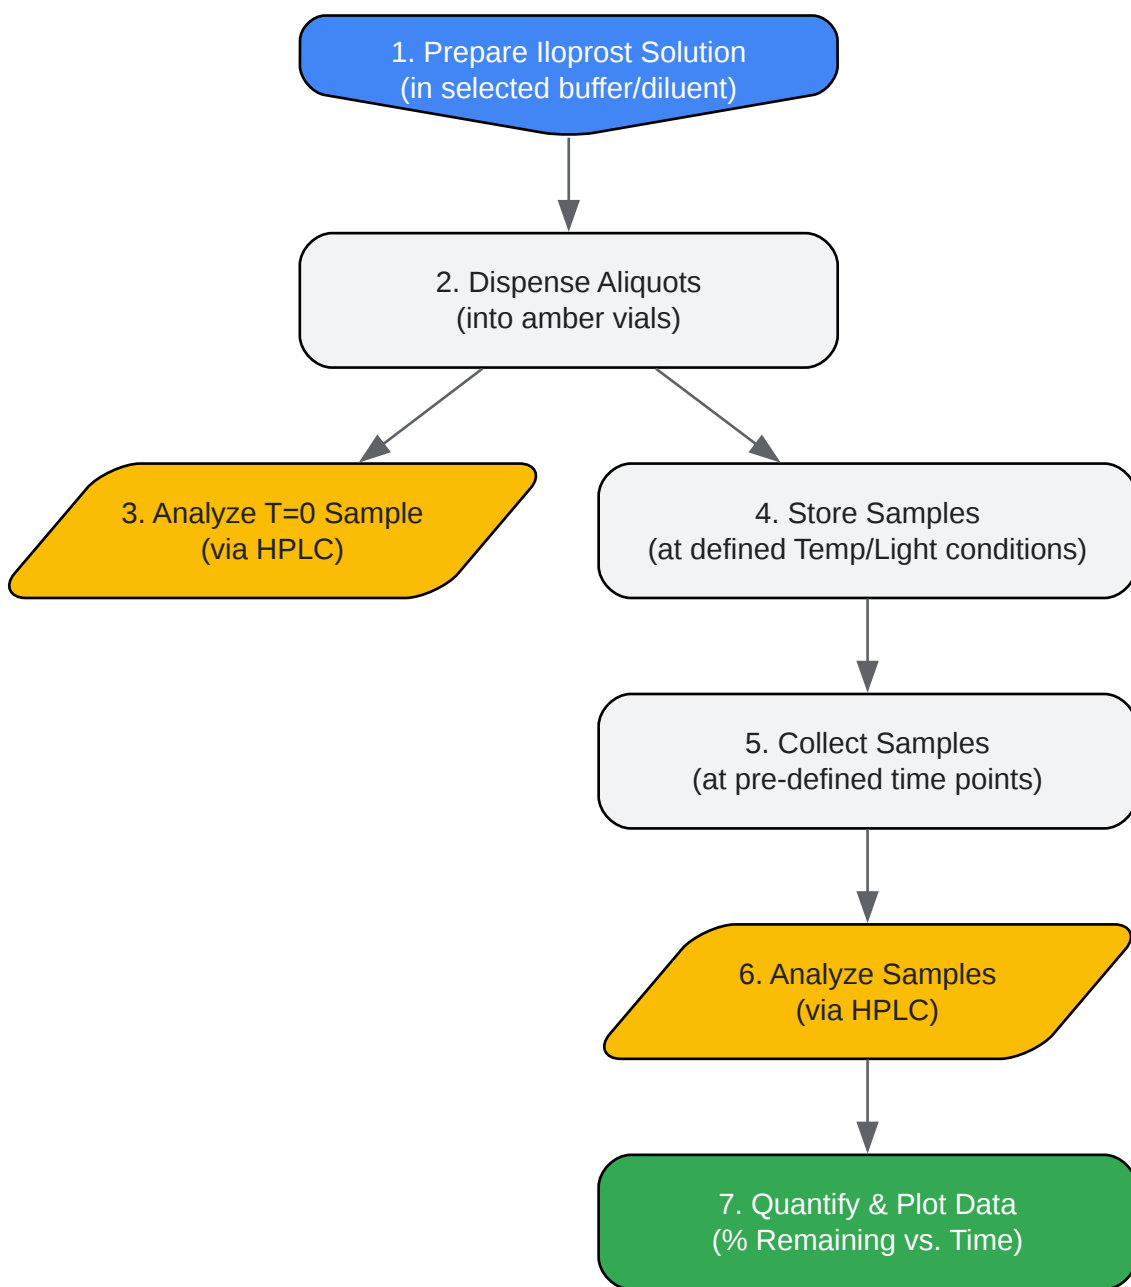 1. Prepare Iloprost Solution
(in selected buffer/diluent)
2. Dispense Aliquots
(into amber vials)
3. Analyze T=0 Sample
(via HPLC)
4. Store Samples
(at defined Temp/Light conditions)
5. Collect Samples
(at pre-defined time points)
6. Analyze Samples
(via HPLC)
7. Quantify & Plot Data
(% Remaining vs. Time)